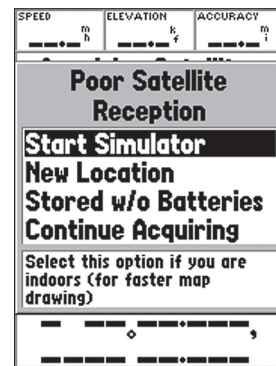 SPEED ELEVATION ACCURACY
m h k f m i
Poor Satellite
Reception
Start Simulator
New Location
Stored w/o Batteries
Continue Acquiring
Select this option if you are
indoors (for faster map
drawing)